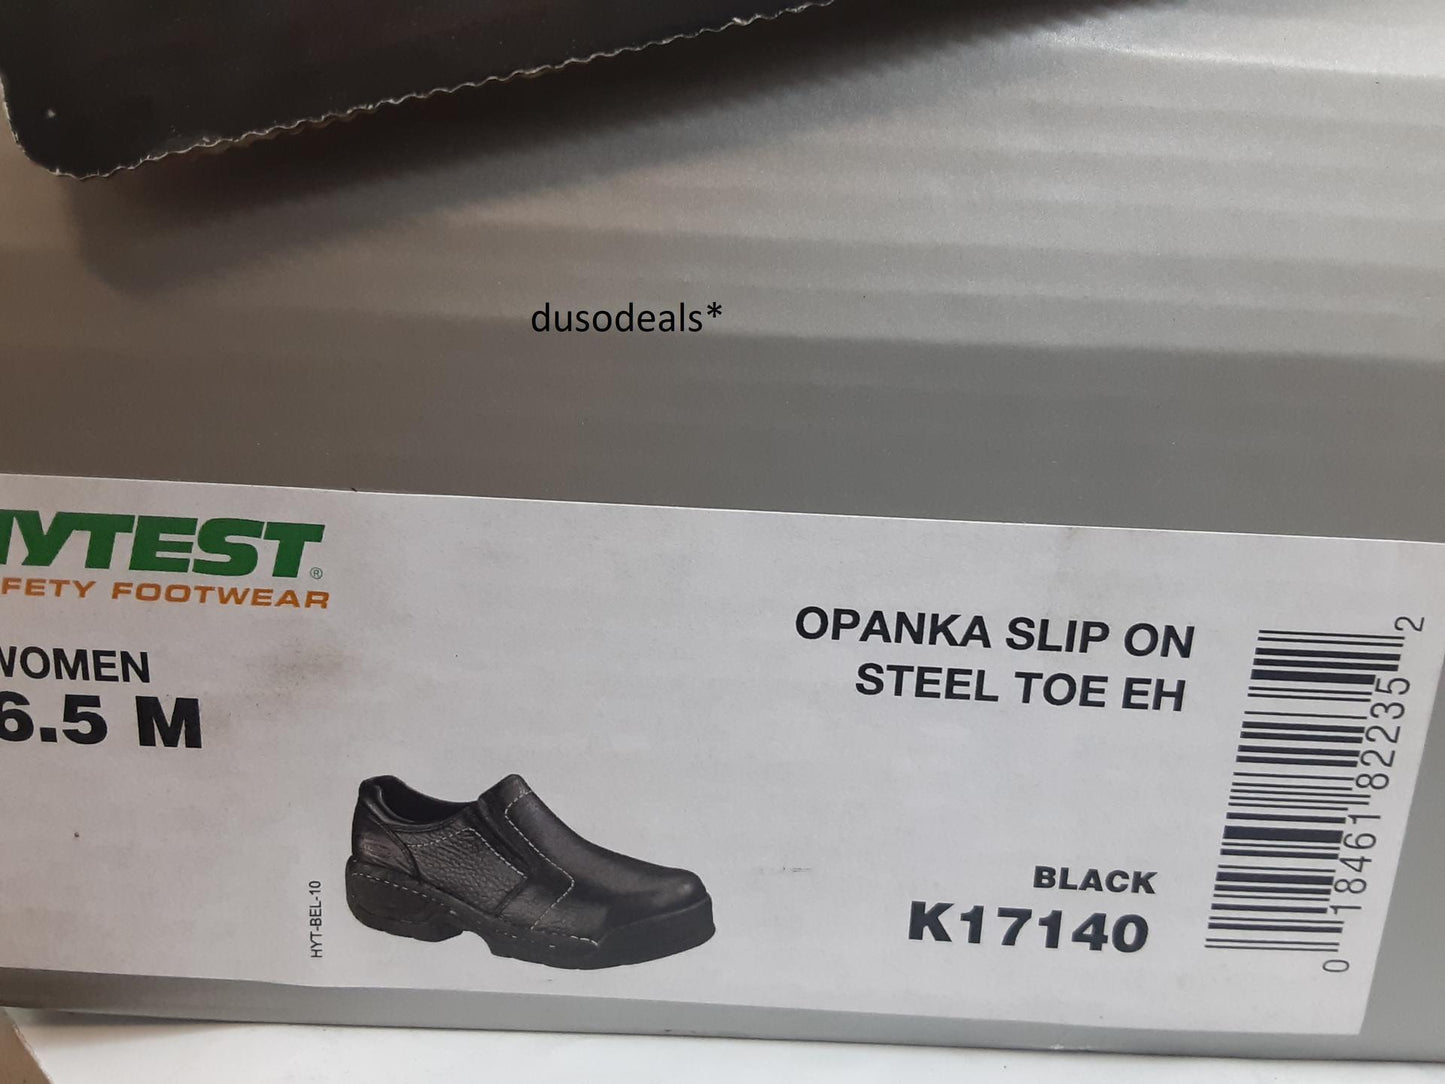 dusodeals*
HYTEST®
FETY FOOTWEAR
WOMEN
6.5 M
OPANKA SLIP ON
STEEL TOE EH
HYT-BEL-10
BLACK
K17140
0 18461 82235 2